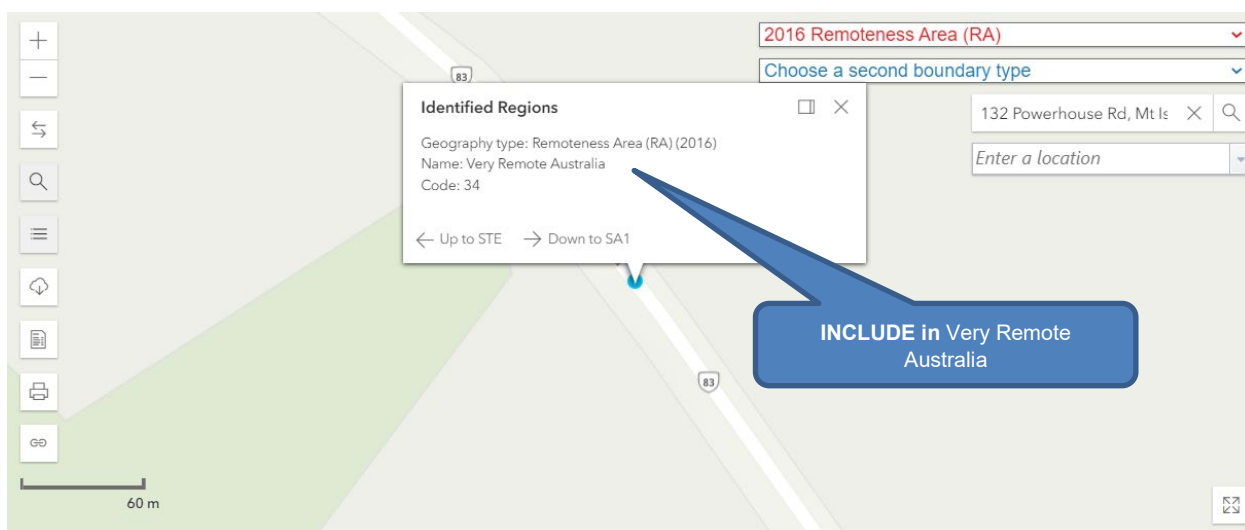 2016 Remoteness Area (RA)
Choose a second boundary type
83
Identified Regions
132 Powerhouse Rd, Mt Is
Geography type: Remoteness Area (RA) (2016)
Name: Very Remote Australia
Enter a location
Code: 34
← Up to STE → Down to SA1
INCLUDE in Very Remote
Australia
83
60 m